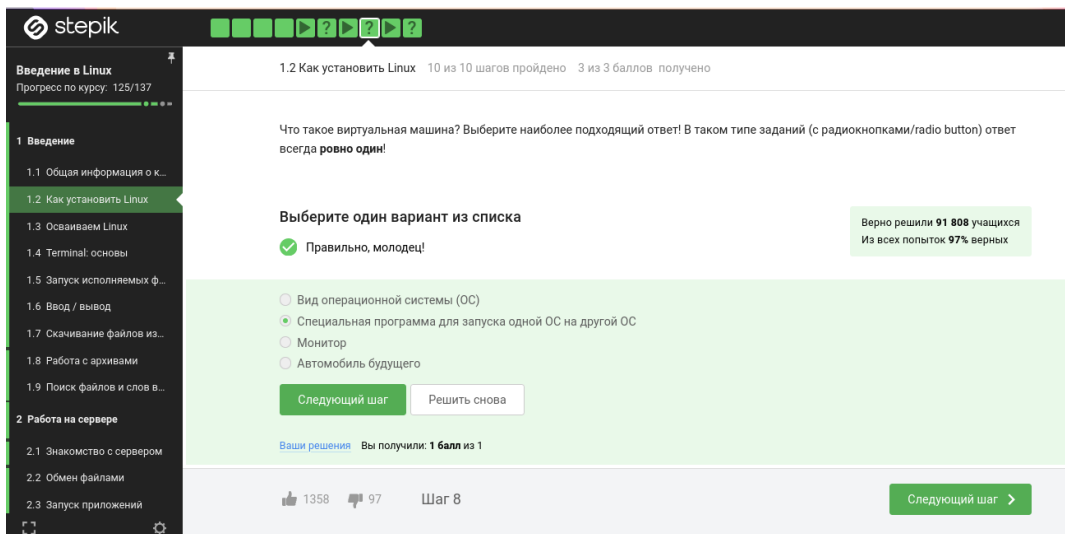 stepik
? ? ?
Введение в Linux
Прогресс по курсу: 125/137
1 Введение
1.1 Общая информация о к...
1.2 Как установить Linux
1.3 Осваиваем Linux
1.4 Terminal: основы
1.5 Запуск исполняемых ф...
1.6 Ввод / вывод
1.7 Скачивание файлов из...
1.8 Работа с архивами
1.9 Поиск файлов и слов в...
2 Работа на сервере
2.1 Знакомство с сервером
2.2 Обмен файлами
2.3 Запуск приложений
1.2 Как установить Linux 10 из 10 шагов пройдено 3 из 3 баллов получено
Что такое виртуальная машина? Выберите наиболее подходящий ответ! В таком типе заданий (с радиокнопками/radio button) ответ
всегда ровно один!
Выберите один вариант из списка
Правильно, молодец!
Верно решили 91 808 учащихся
Из всех попыток 97% верных
Вид операционной системы (ОС)
Специальная программа для запуска одной ОС на другой ОС
Монитор
Автомобиль будущего
Следующий шаг Решить снова
Ваши решения Вы получили: 1 балл из 1
1358 97 Шаг 8 Следующий шаг